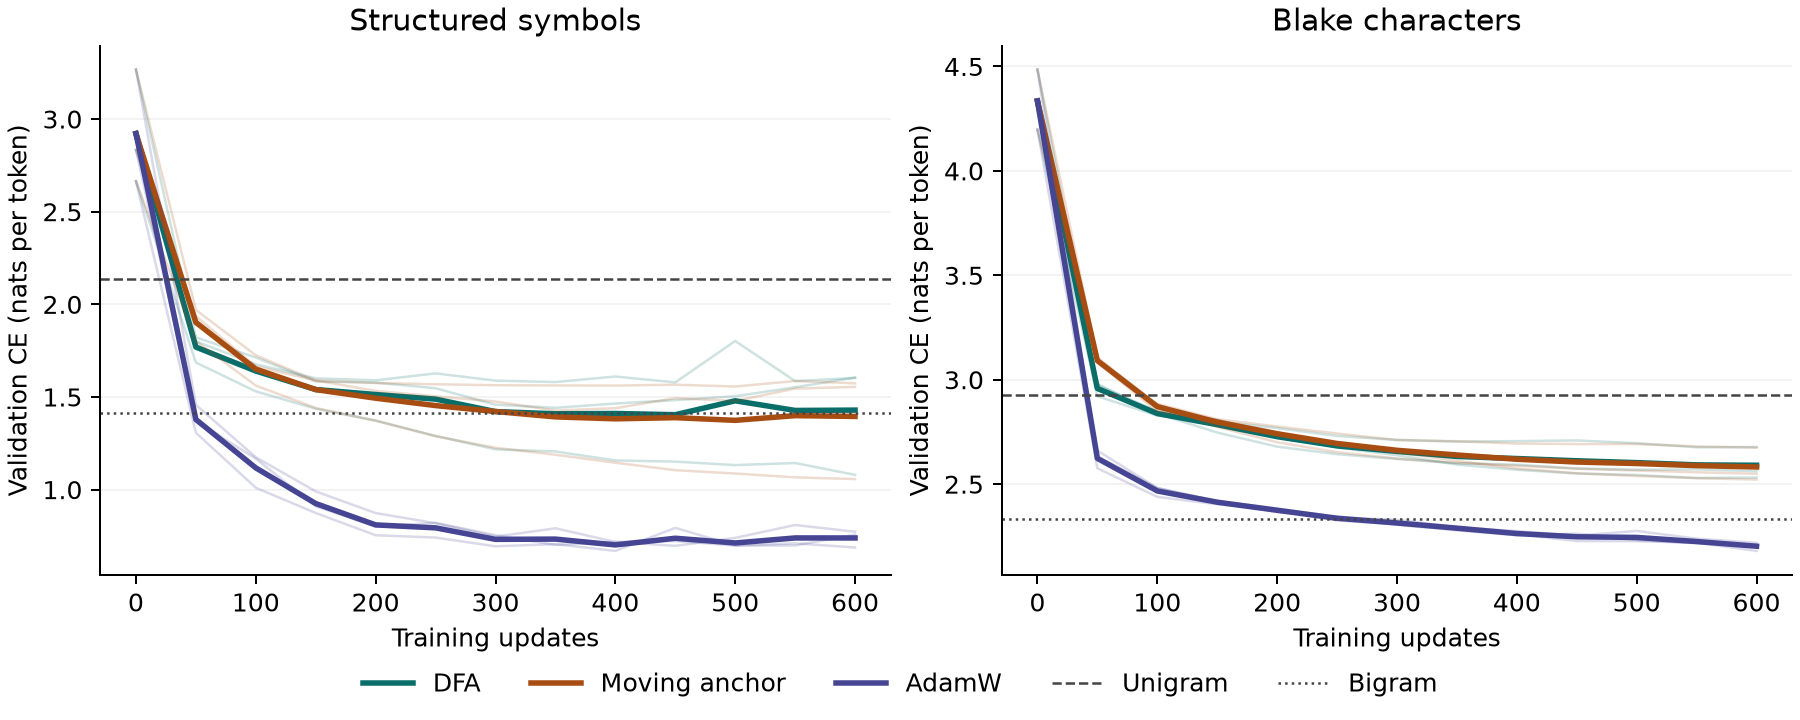 Structured symbols
Validation CE (nats per token)
3.0
2.5
2.0
1.5
1.0
0 100 200 300 400 500 600
Training updates
Blake characters
Validation CE (nats per token)
4.5
4.0
3.5
3.0
2.5
0 100 200 300 400 500 600
Training updates
DFA Moving anchor AdamW Unigram Bigram